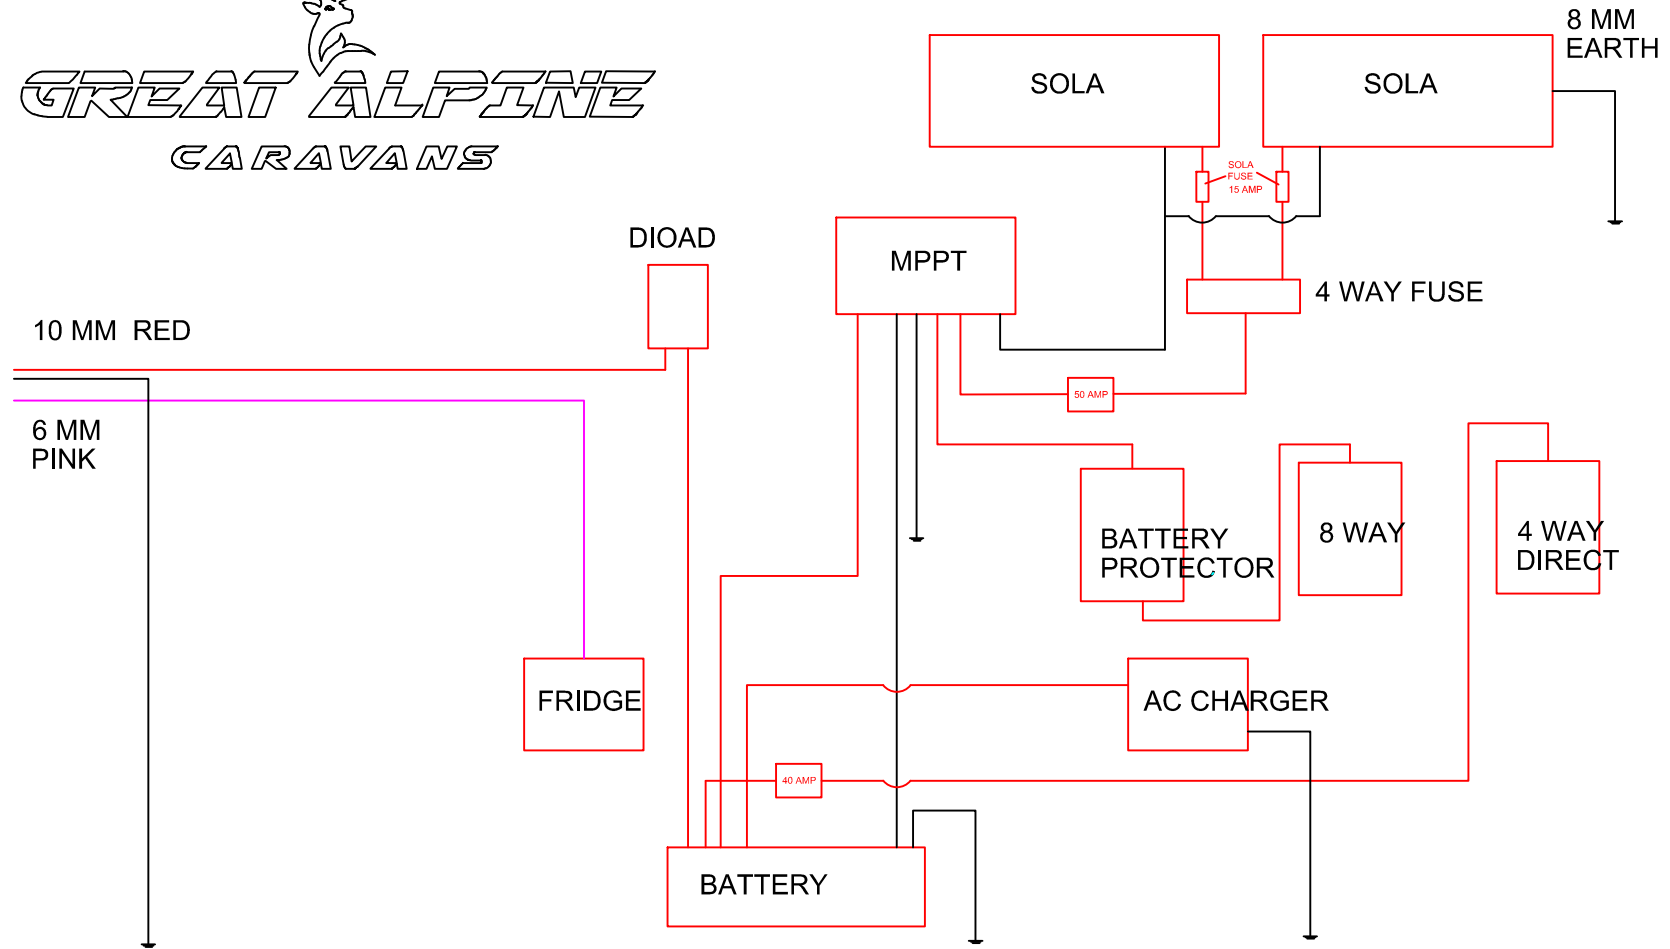 GREAT ALPINE
CARAVANS
8 MM
EARTH
SOLA
SOLA
SOLA
FUSE
15 AMP
DIOAD
MPPT
4 WAY FUSE
10 MM RED
50 AMP
6 MM
PINK
BATTERY
PROTECTOR
8 WAY
4 WAY
DIRECT
FRIDGE
AC CHARGER
40 AMP
BATTERY